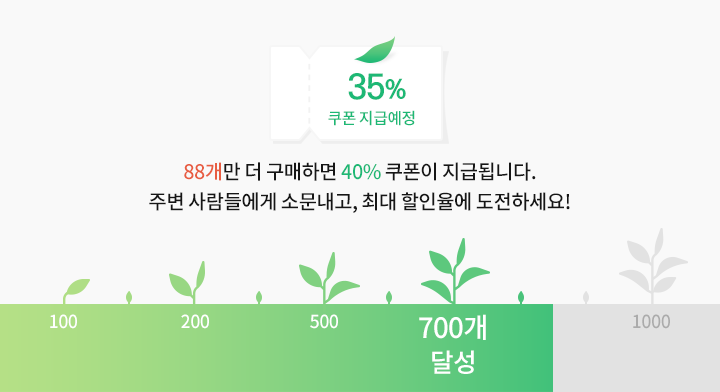 35%
쿠폰 지급예정
88개만 더 구매하면 40% 쿠폰이 지급됩니다.
주변 사람들에게 소문내고, 최대 할인율에 도전하세요!
100 200 500 700개 1000
달성